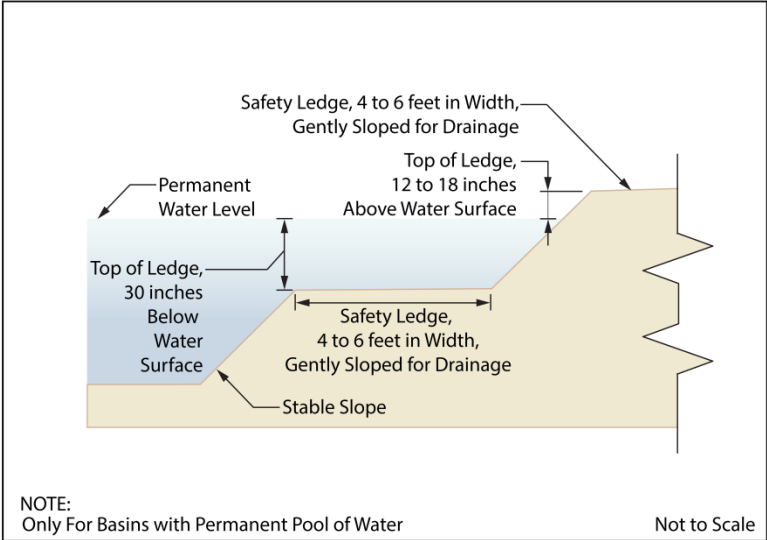 Safety Ledge, 4 to 6 feet in Width,
Gently Sloped for Drainage
Top of Ledge,
12 to 18 inches
Above Water Surface
Permanent
Water Level
Top of Ledge,
30 inches
Below
Water
Surface
Safety Ledge,
4 to 6 feet in Width,
Gently Sloped for Drainage
Stable Slope
NOTE:
Only For Basins with Permanent Pool of Water
Not to Scale